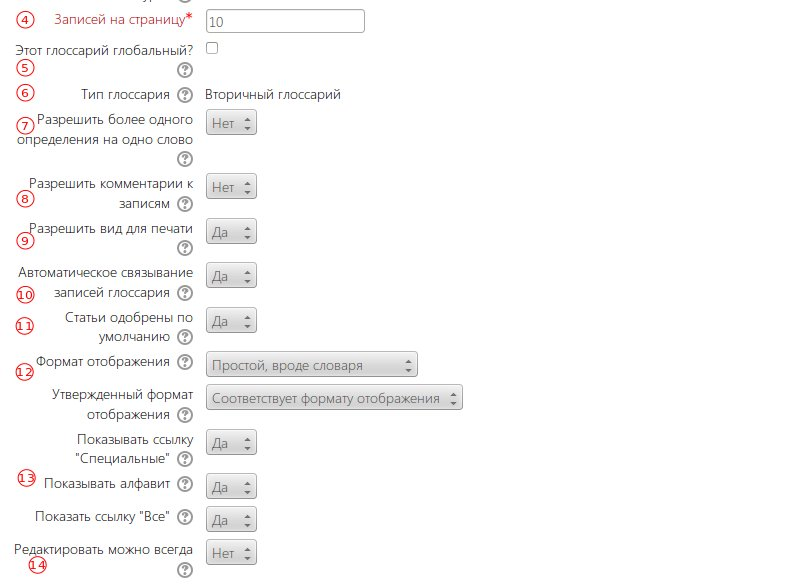 4 Записей на страницу* 10
Этот глоссарий глобальный?
5
6 Тип глоссария Вторичный глоссарий
7 Разрешить более одного Нет
определения на одно слово
Разрешить комментарии к Нет
8 записям
Разрешить вид для печати Да
9
Автоматическое связывание Да
10 записей глоссария
11 Статьи одобрены по Да
умолчанию
12 Формат отображения Простой, вроде словаря
Утвержденный формат Соответствует формату отображения
отображения
Показывать ссылку Да
"Специальные"
13 Показывать алфавит Да
Показать ссылку "Все" Да
Редактировать можно всегда Нет
14